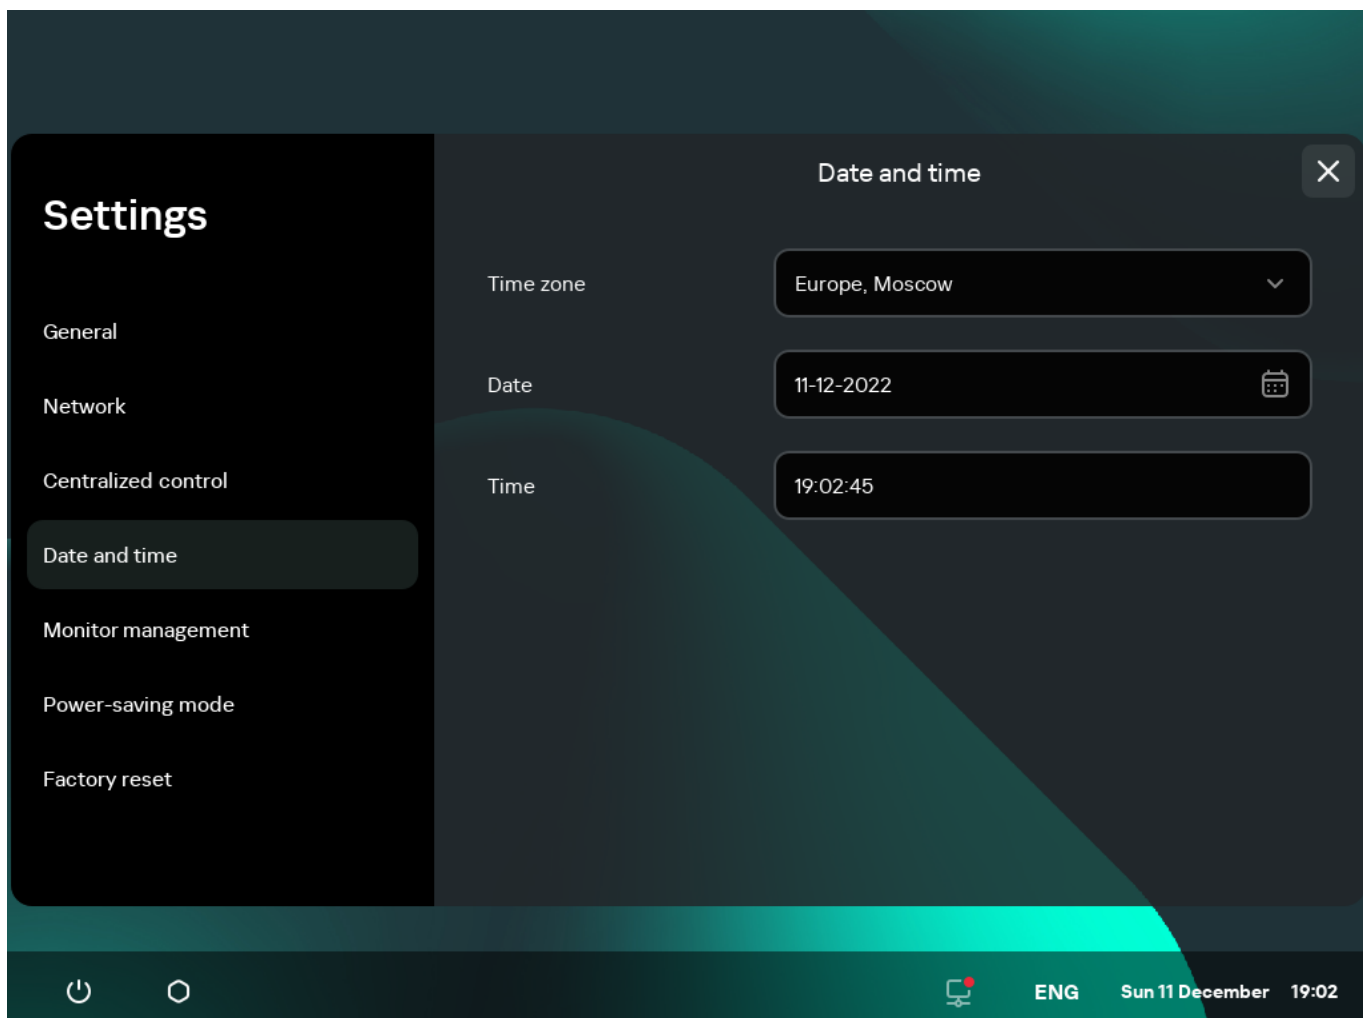 Settings
General
Network
Centralized control
Date and time
Monitor management
Power-saving mode
Factory reset
Date and time
Time zone
Europe, Moscow
Date
11-12-2022
Time
19:02:45
ENG
Sun 11 December
19:02